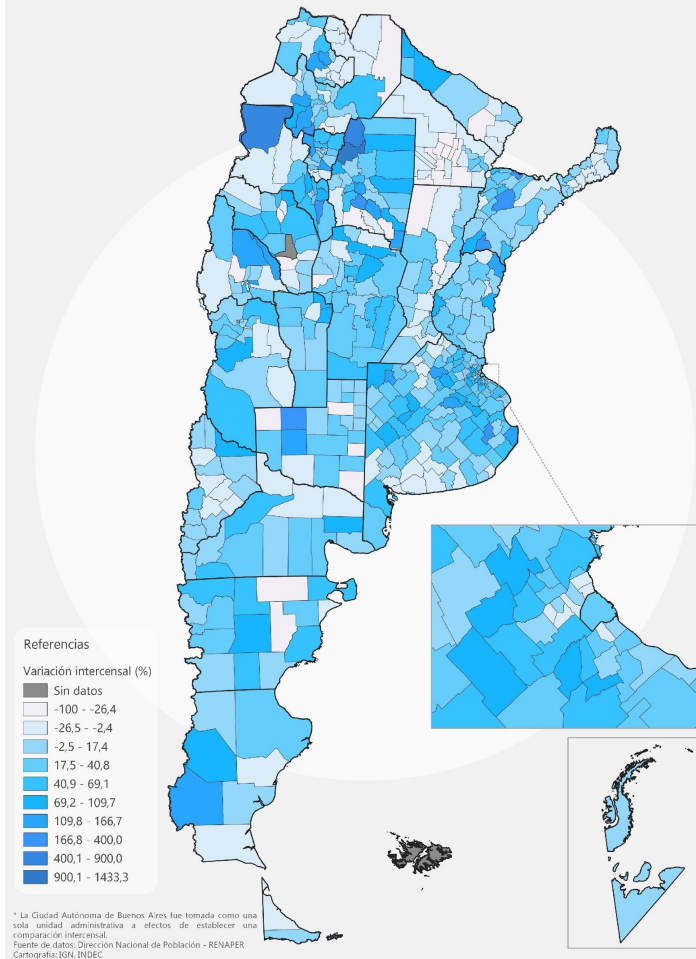 Referencias
Variación intercensal (%)
Sin datos
-100 - -26,4
-26,5 - -2,4
-2,5 - 17,4
17,5 - 40,8
40,9 - 69,1
69,2 - 109,7
109,8 - 166,7
166,8 - 400,0
400,1 - 900,0
900,1 - 1433,3
* La Ciudad Autónoma de Buenos Aires fue tomada como una
sola unidad administrativa a efectos de establecer una
comparación intercensal.
Fuente de datos: Dirección Nacional de Población - RENAPER
Cartografía: IGN, INDEC